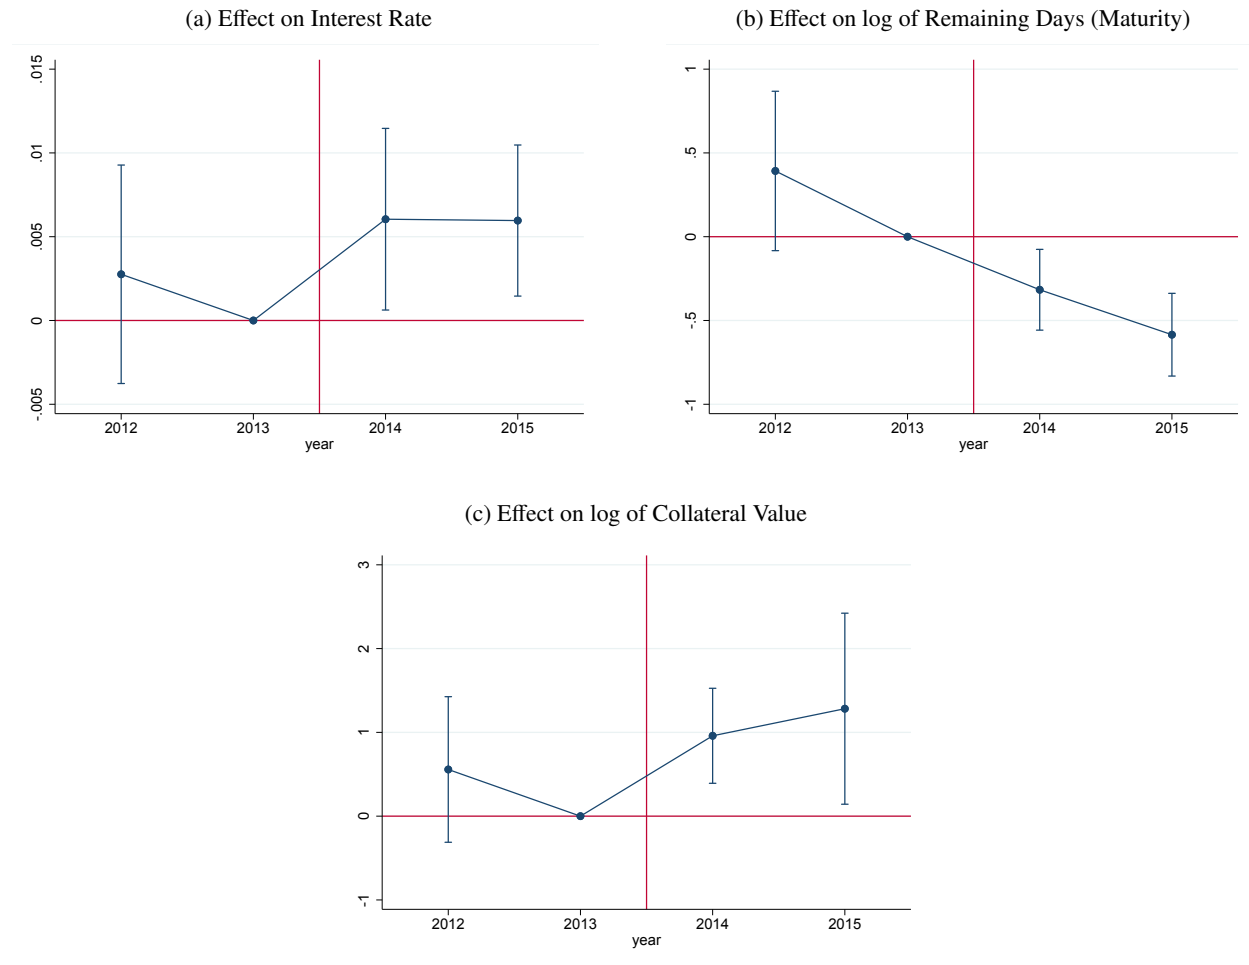 (a) Effect on Interest Rate
.015
.01
.005
0
-.005
2012 2013 2014 2015
year
(b) Effect on log of Remaining Days (Maturity)
1
.5
0
-.5
-1
2012 2013 2014 2015
year
(c) Effect on log of Collateral Value
3
2
1
0
-1
2012 2013 2014 2015
year